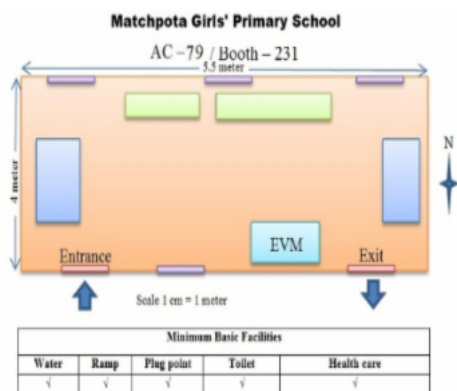 Matchpota Girls' Primary School
AC -79 / Booth - 231
5.5 meter
4 meter
N
EVM
Entrance
Exit
Scale 1 cm = 1 meter
Minimum Basic Facilities
Water Ramp Plug point Toilet Health care
√ √ √ √ √